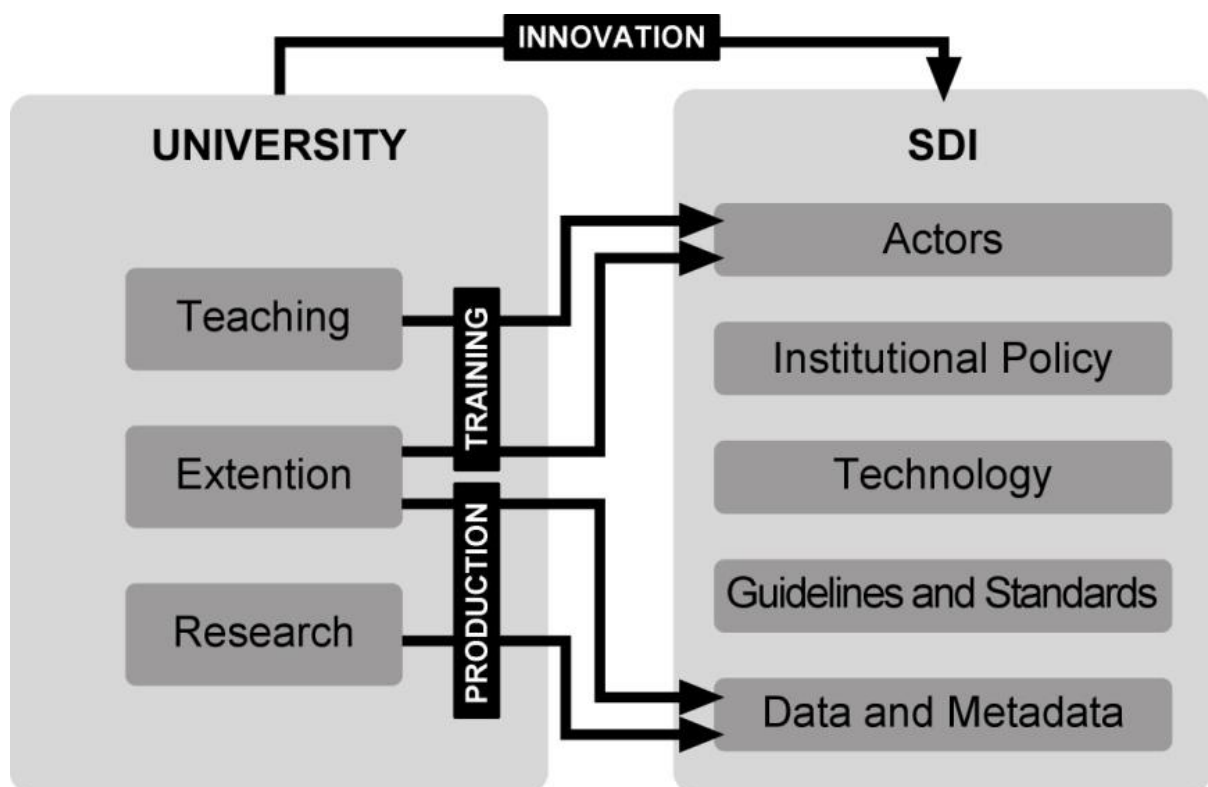 INNOVATION
UNIVERSITY
Teaching
Extention
Research
TRAINING
PRODUCTION
SDI
Actors
Institutional Policy
Technology
Guidelines and Standards
Data and Metadata